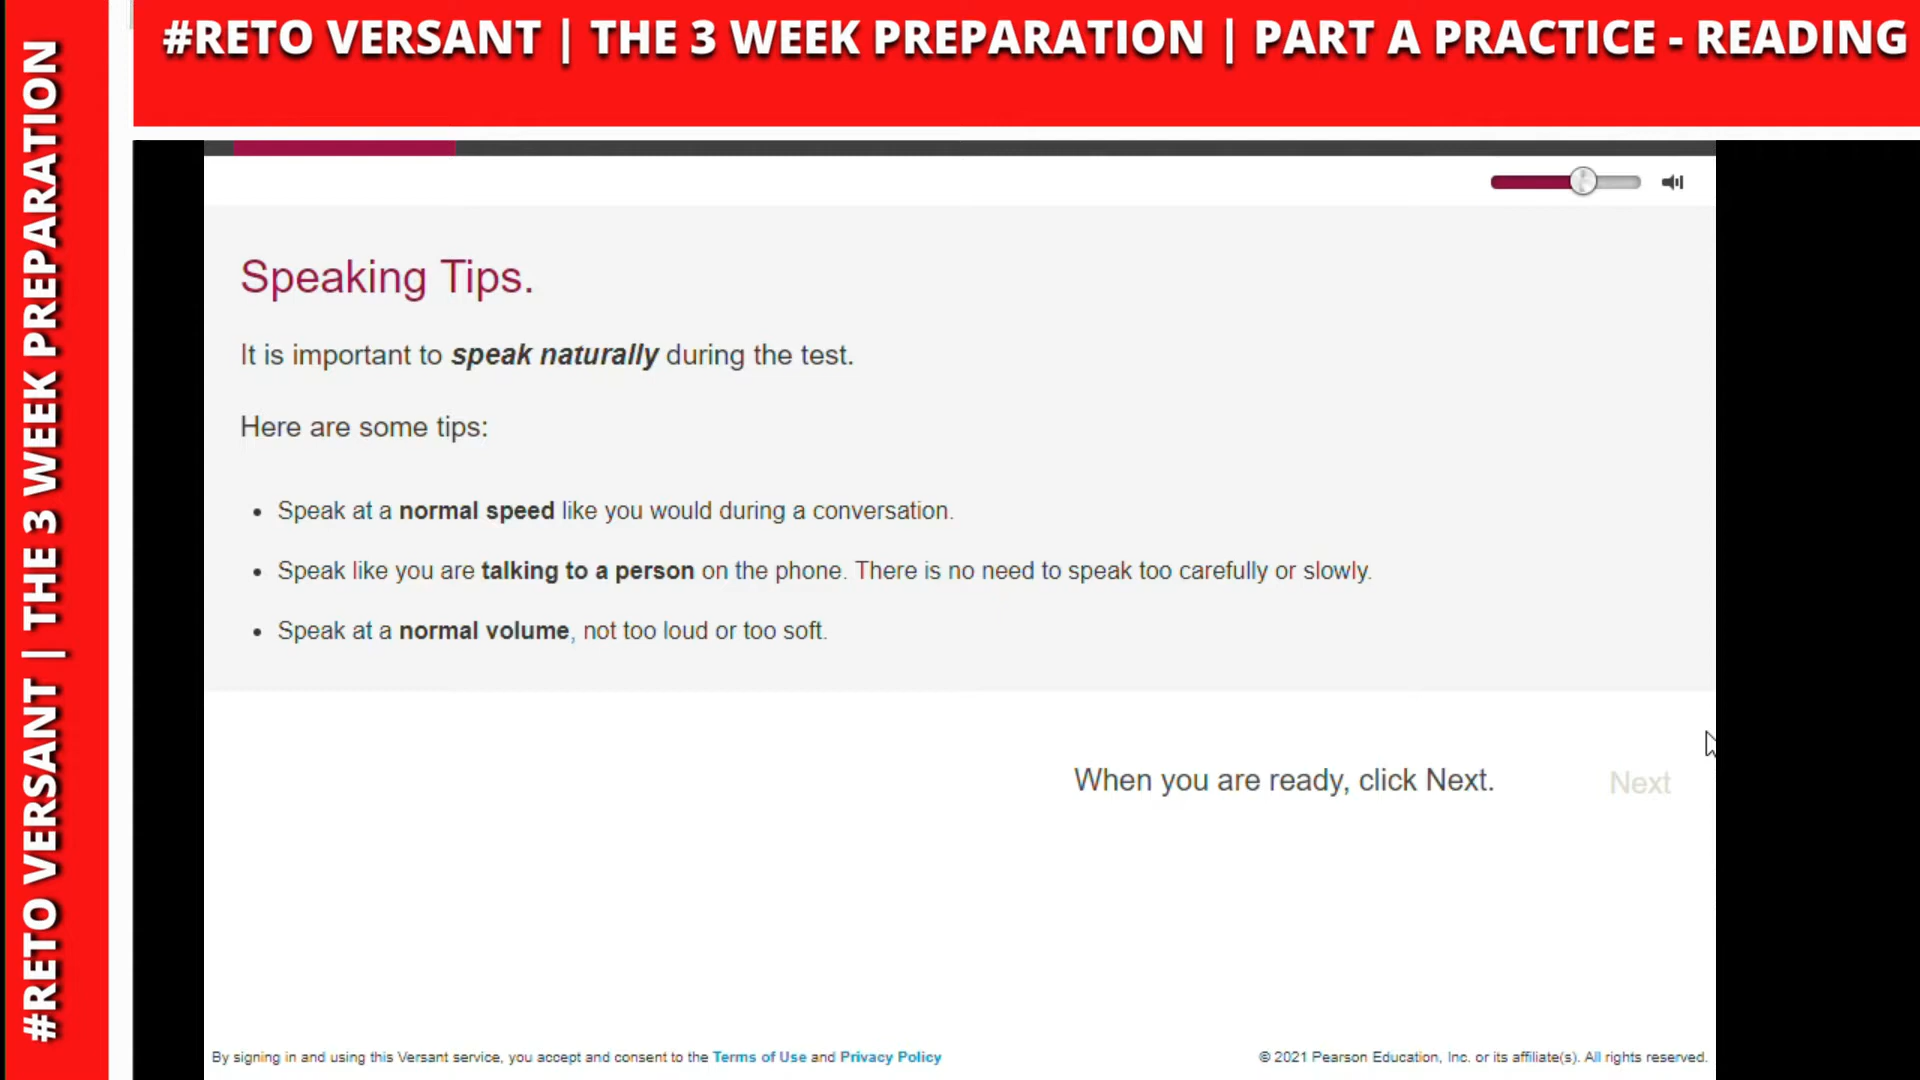 #RETO VERSANT | THE 3 WEEK PREPARATION | PART A PRACTICE - READING
#RETO VERSANT | THE 3 WEEK PREPARATION
Speaking Tips.
It is important to speak naturally during the test.
Here are some tips:
• Speak at a normal speed like you would during a conversation.
• Speak like you are talking to a person on the phone. There is no need to speak too carefully or slowly.
• Speak at a normal volume, not too loud or too soft.
When you are ready, click Next.
Next
By signing in and using this Versant service, you accept and consent to the Terms of Use and Privacy Policy
© 2021 Pearson Education, Inc. or its affiliate(s). All rights reserved.